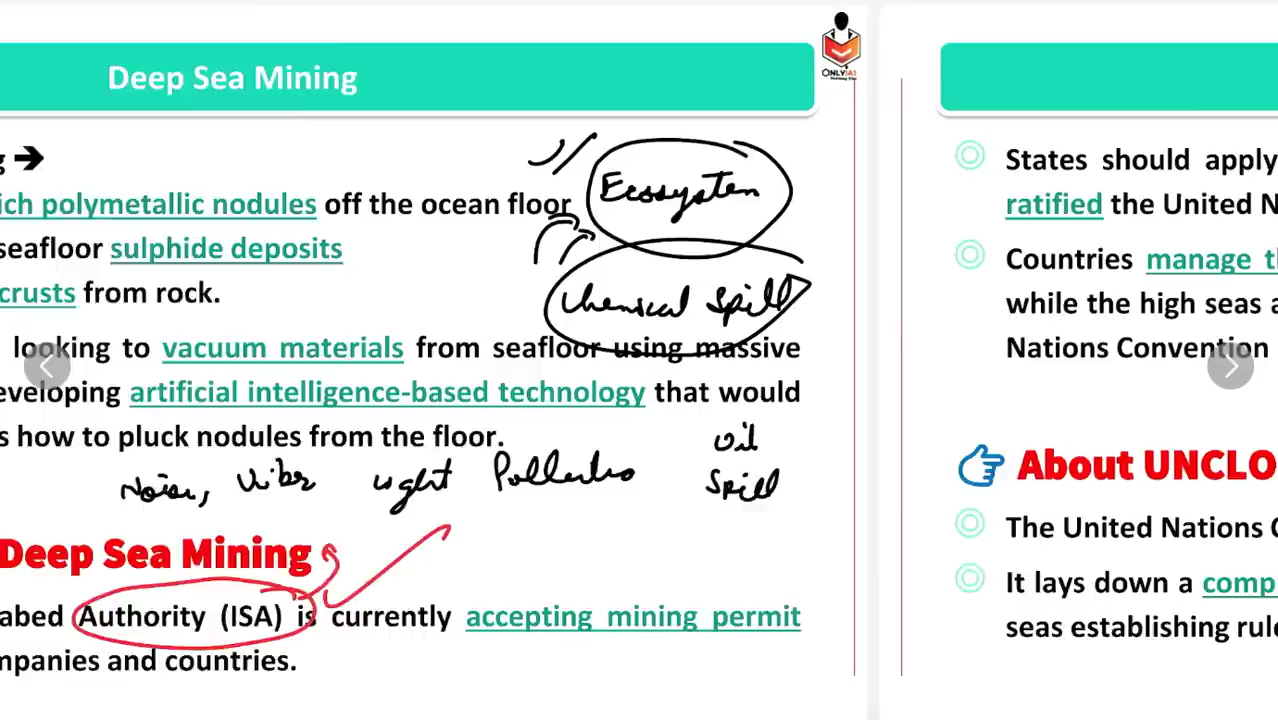 Deep Sea Mining
ONLYIAS
g ➔
Ecosystem
ich polymetallic nodules off the ocean floor
seafloor sulphide deposits
crusts from rock.
Chemical Spill
looking to vacuum materials from seafloor using massive
eveloping artificial intelligence-based technology that would
s how to pluck nodules from the floor.
Oil
Spill
Noise, Vibr Light Pollutio
Deep Sea Mining
abed Authority (ISA) is currently accepting mining permit
mpanies and countries.
States should apply
ratified the United N
Countries manage th
while the high seas a
Nations Convention
About UNCLO
The United Nations C
It lays down a comp
seas establishing rule